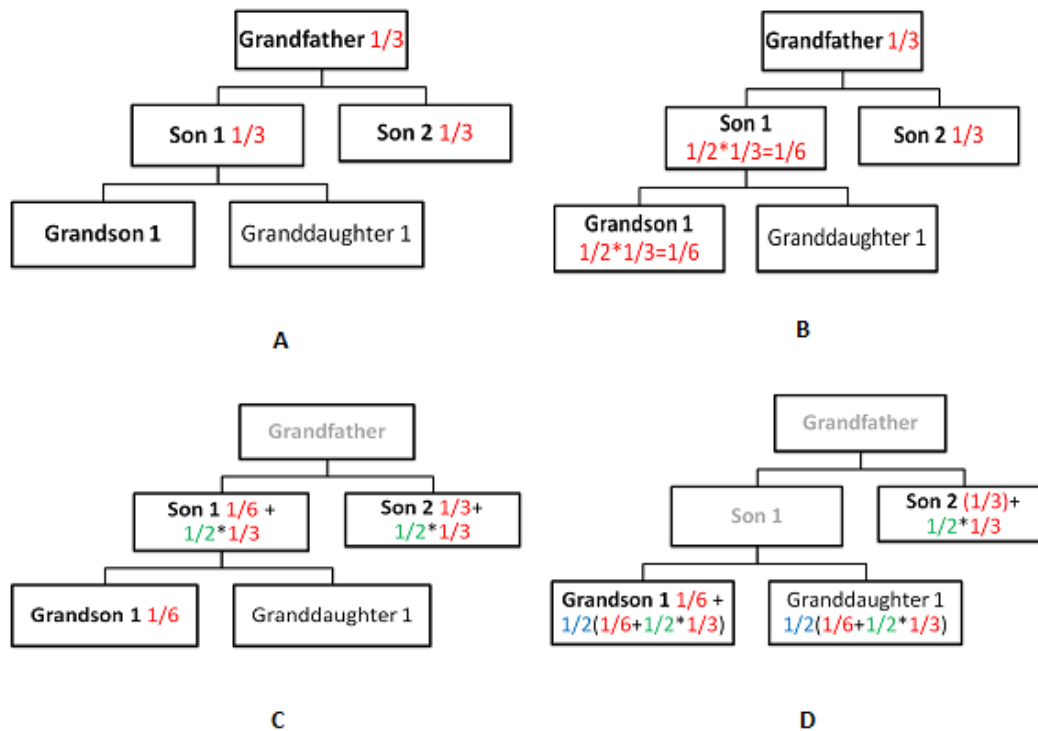 Grandfather 1/3
Son 1 1/3
Son 2 1/3
Grandson 1
Granddaughter 1
A
Grandfather 1/3
Son 1
1/2*1/3=1/6
Son 2 1/3
Grandson 1
1/2*1/3=1/6
Granddaughter 1
B
Grandfather
Son 1 1/6 +
1/2*1/3
Son 2 1/3+
1/2*1/3
Grandson 1 1/6
Granddaughter 1
C
Grandfather
Son 1
Son 2 (1/3)+
1/2*1/3
Grandson 1 1/6 +
1/2(1/6+1/2*1/3)
Granddaughter 1
1/2(1/6+1/2*1/3)
D